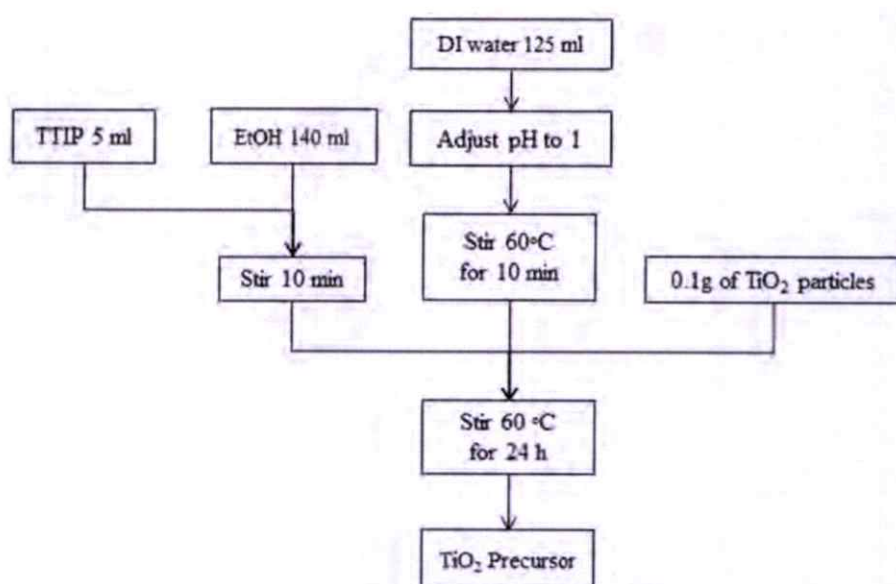 DI water 125 ml
TTIP 5 ml
EtOH 140 ml
Adjust pH to 1
Stir 60°C
for 10 min
Stir 10 min
0.1g of TiO₂ particles
Stir 60 °C
for 24 h
TiO₂ Precursor